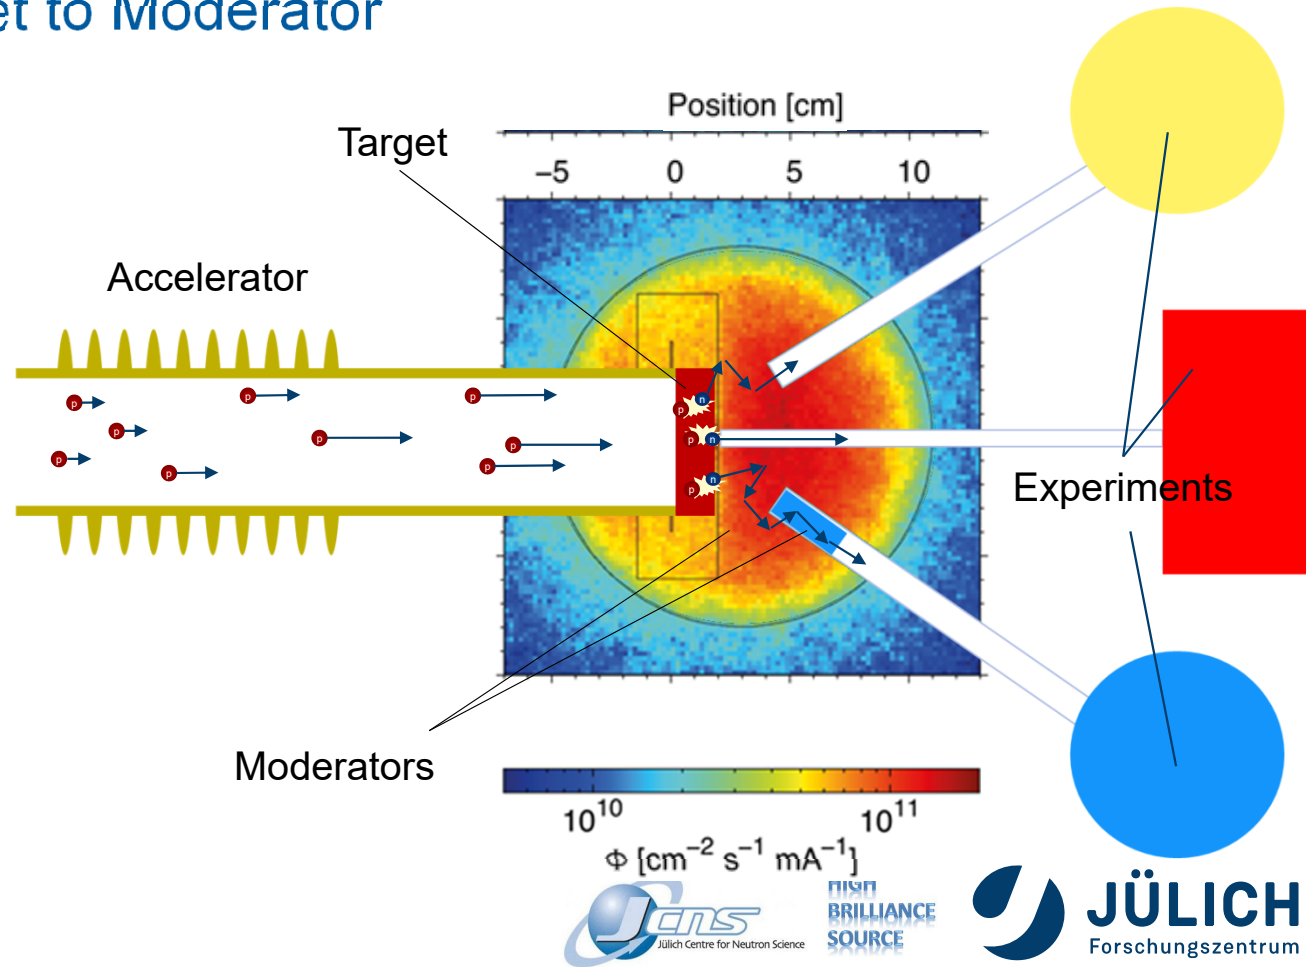 et to Moderator
Position [cm]
Target
−5 0 5 10
Accelerator
p p p p p p p p p
p n
p n
p n
Experiments
Moderators
10^10 10^11
Φ [cm^−2 s^−1 mA^−1]
JCNS
Jülich Centre for Neutron Science
HIGH
BRILLIANCE
SOURCE
JÜLICH
Forschungszentrum